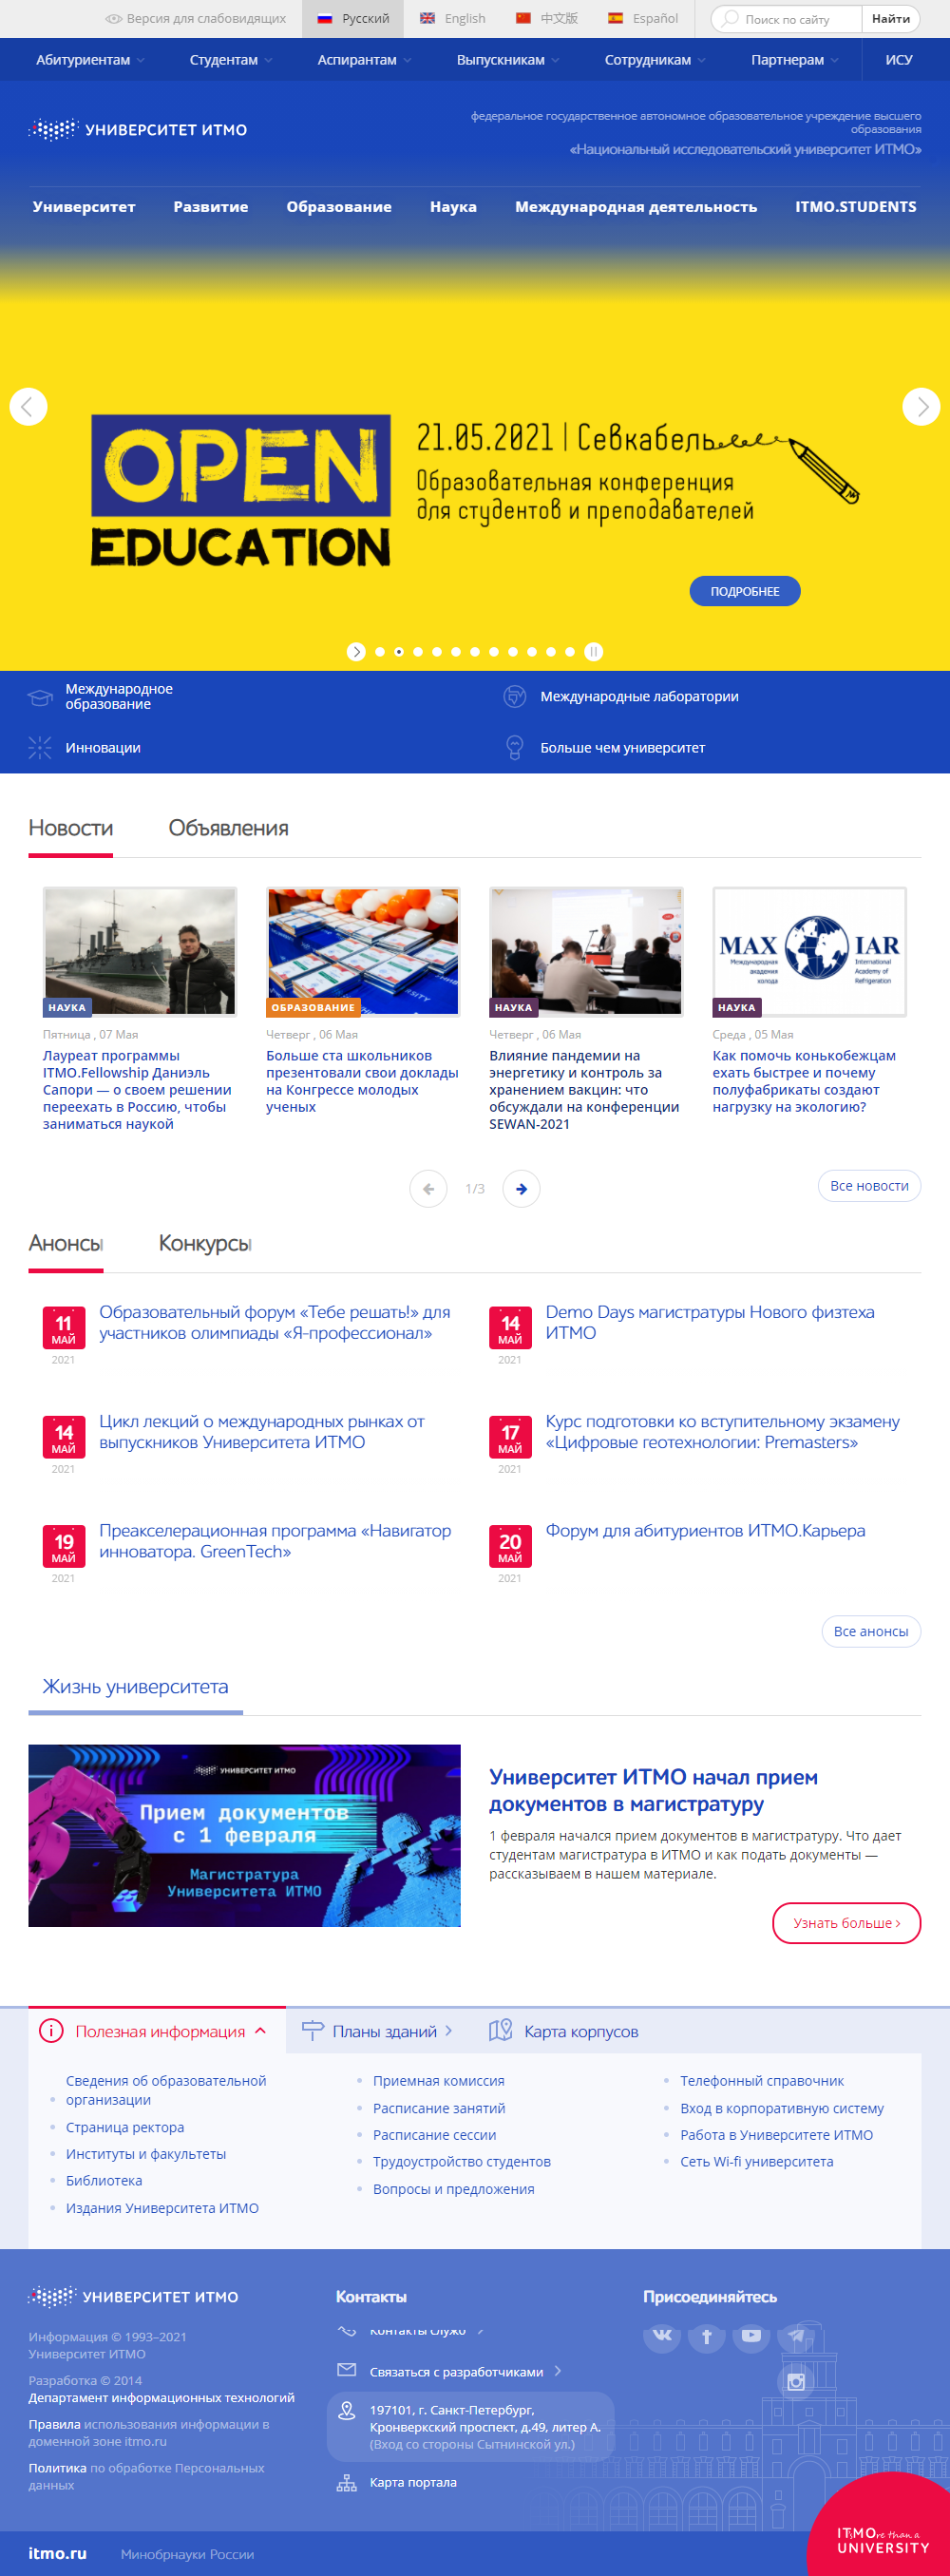 Версия для слабовидящих
Русский
English
中文版
Español
Поиск по сайту
Найти
Абитуриентам
Студентам
Аспирантам
Выпускникам
Сотрудникам
Партнерам
ИСУ
УНИВЕРСИТЕТ ИТМО
федеральное государственное автономное образовательное учреждение высшего
образования
«Национальный исследовательский университет ИТМО»
Университет
Развитие
Образование
Наука
Международная деятельность
ITMO.STUDENTS
OPEN
EDUCATION
21.05.2021 | Севкабель
Образовательная конференция
для студентов и преподавателей
ПОДРОБНЕЕ
Международное
образование
Международные лаборатории
Инновации
Больше чем университет
Новости
Объявления
НАУКА
Пятница , 07 Мая
Лауреат программы
ITMO.Fellowship Даниэль
Сапори — о своем решении
переехать в Россию, чтобы
заниматься наукой
ОБРАЗОВАНИЕ
Четверг , 06 Мая
Больше ста школьников
презентовали свои доклады
на Конгрессе молодых
ученых
НАУКА
Четверг , 06 Мая
Влияние пандемии на
энергетику и контроль за
хранением вакцин: что
обсуждали на конференции
SEWAN-2021
MAX IAR
Международная
академия
холода
International
Academy of
Refrigeration
НАУКА
Среда , 05 Мая
Как помочь конькобежцам
ехать быстрее и почему
полуфабрикаты создают
нагрузку на экологию?
1/3
Все новости
Анонсы
Конкурсы
11
МАЙ
2021
Образовательный форум «Тебе решать!» для
участников олимпиады «Я-профессионал»
14
МАЙ
2021
Demo Days магистратуры Нового физтеха
ИТМО
14
МАЙ
2021
Цикл лекций о международных рынках от
выпускников Университета ИТМО
17
МАЙ
2021
Курс подготовки ко вступительному экзамену
«Цифровые геотехнологии: Premasters»
19
МАЙ
2021
Преакселерационная программа «Навигатор
инноватора. GreenTech»
20
МАЙ
2021
Форум для абитуриентов ИТМО.Карьера
Все анонсы
Жизнь университета
УНИВЕРСИТЕТ ИТМО
Прием документов
с 1 февраля
Магистратура
Университета ИТМО
Университет ИТМО начал прием
документов в магистратуру
1 февраля начался прием документов в магистратуру. Что дает
студентам магистратура в ИТМО и как подать документы —
рассказываем в нашем материале.
Узнать больше
Полезная информация
Планы зданий
Карта корпусов
Сведения об образовательной
организации
Страница ректора
Институты и факультеты
Библиотека
Издания Университета ИТМО
Приемная комиссия
Расписание занятий
Расписание сессии
Трудоустройство студентов
Вопросы и предложения
Телефонный справочник
Вход в корпоративную систему
Работа в Университете ИТМО
Сеть Wi-fi университета
УНИВЕРСИТЕТ ИТМО
Информация © 1993–2021
Университет ИТМО
Разработка © 2014
Департамент информационных технологий
Правила использования информации в
доменной зоне itmo.ru
Политика по обработке Персональных
данных
Контакты
Контакты служб
Связаться с разработчиками
197101, г. Санкт-Петербург,
Кронверкский проспект, д.49, литер А.
(Вход со стороны Сытнинской ул.)
Карта портала
Присоединяйтесь
IT'sMOre than a
UNIVERSITY
itmo.ru
Минобрнауки России